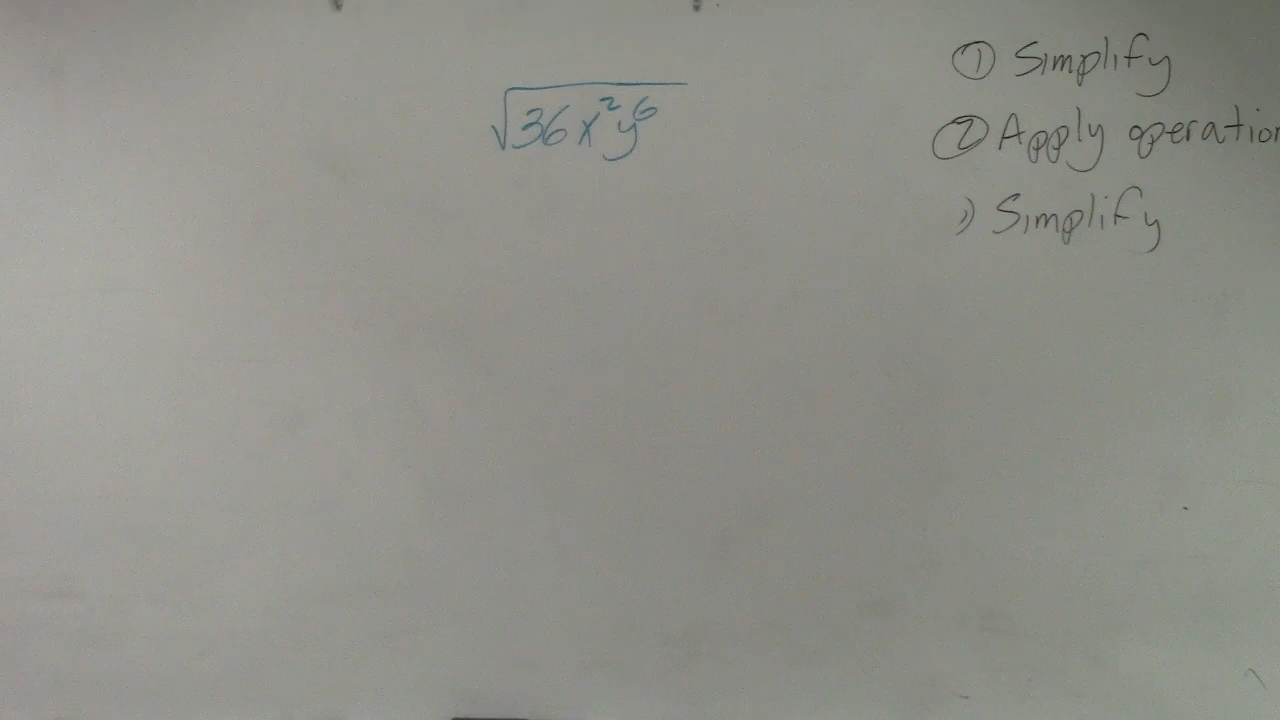 √36x²y⁶
① Simplify
② Apply operation
) Simplify